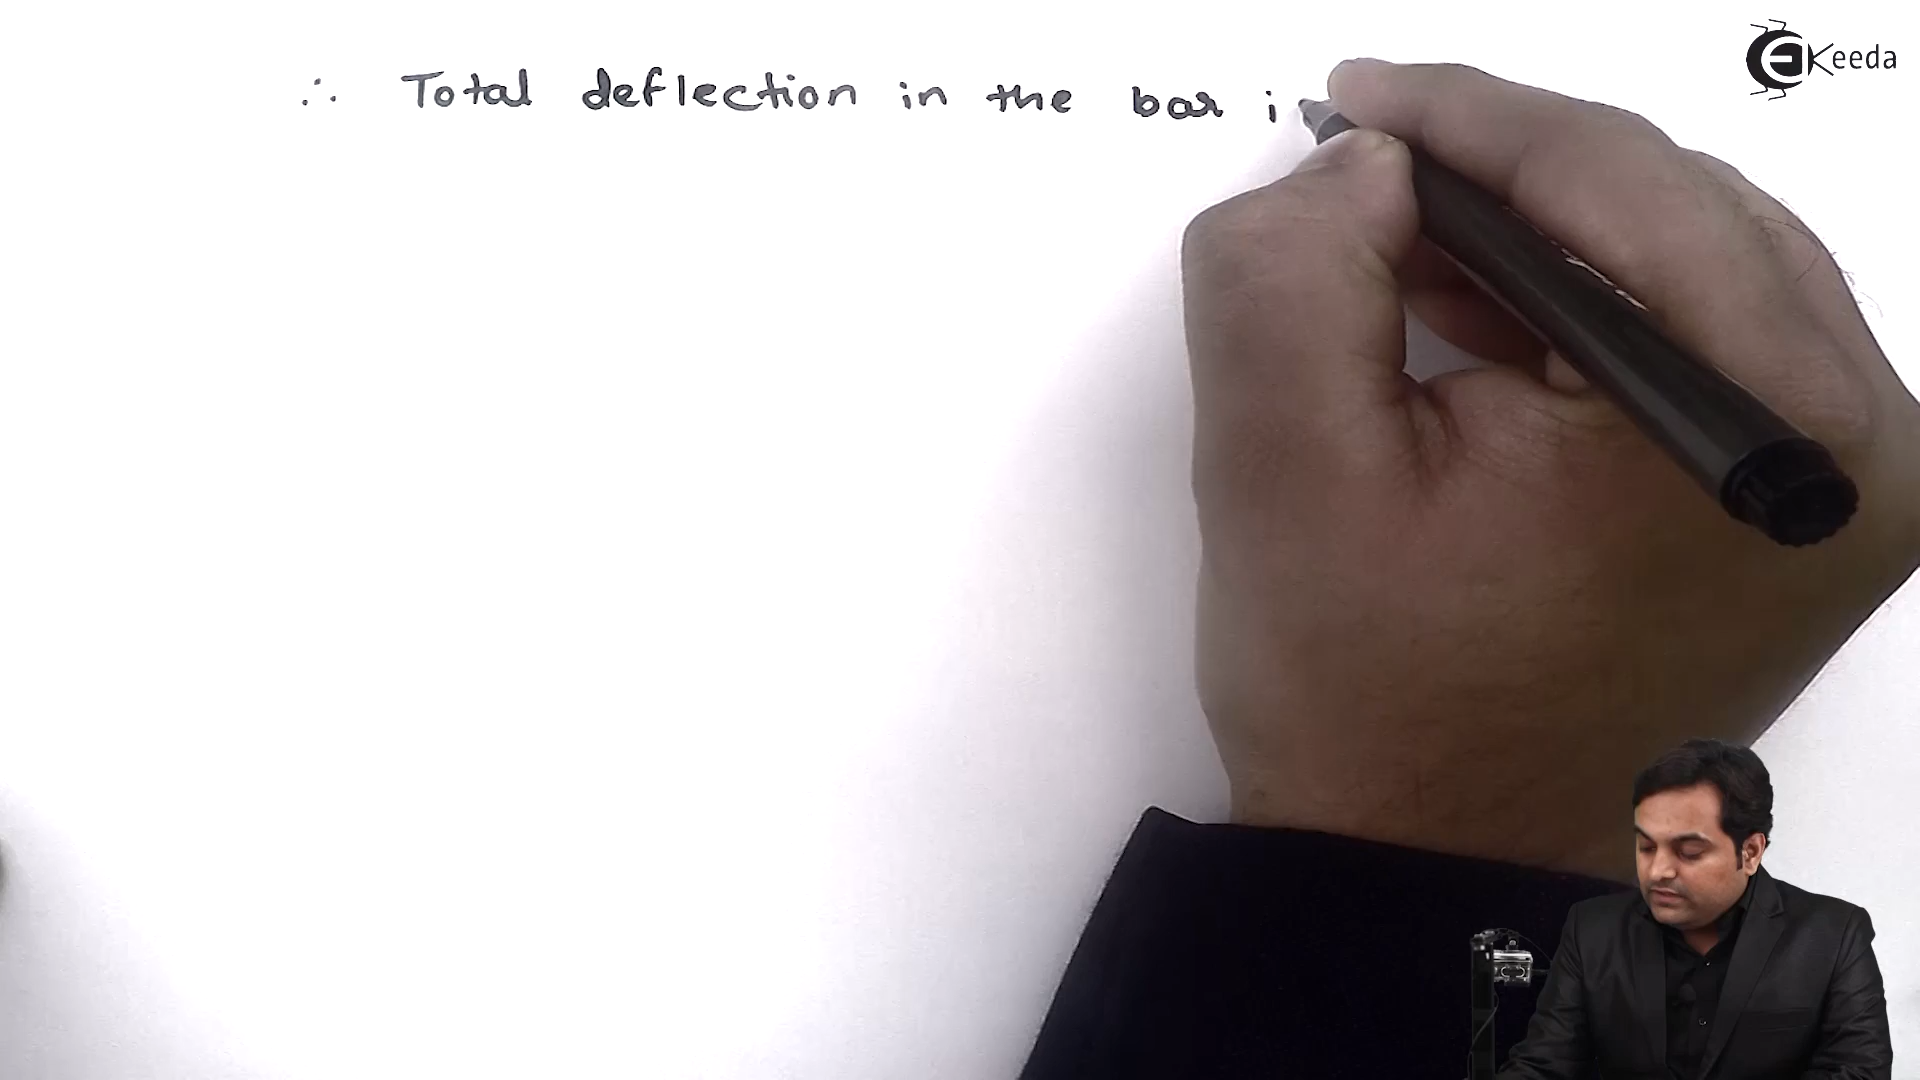 ∴ Total deflection in the bar i
EKeeda